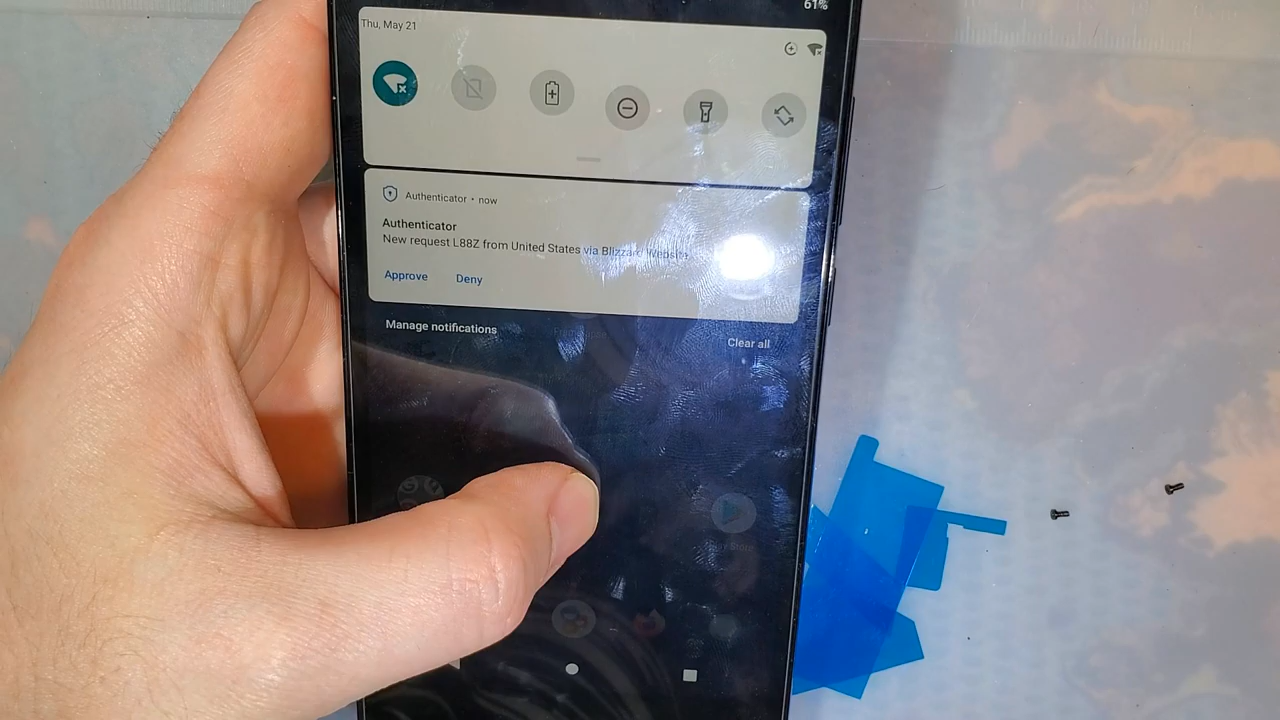 61%
Thu, May 21
Authenticator • now
Authenticator
New request L88Z from United States via Blizzard Website.
Approve Deny
Manage notifications
Clear all